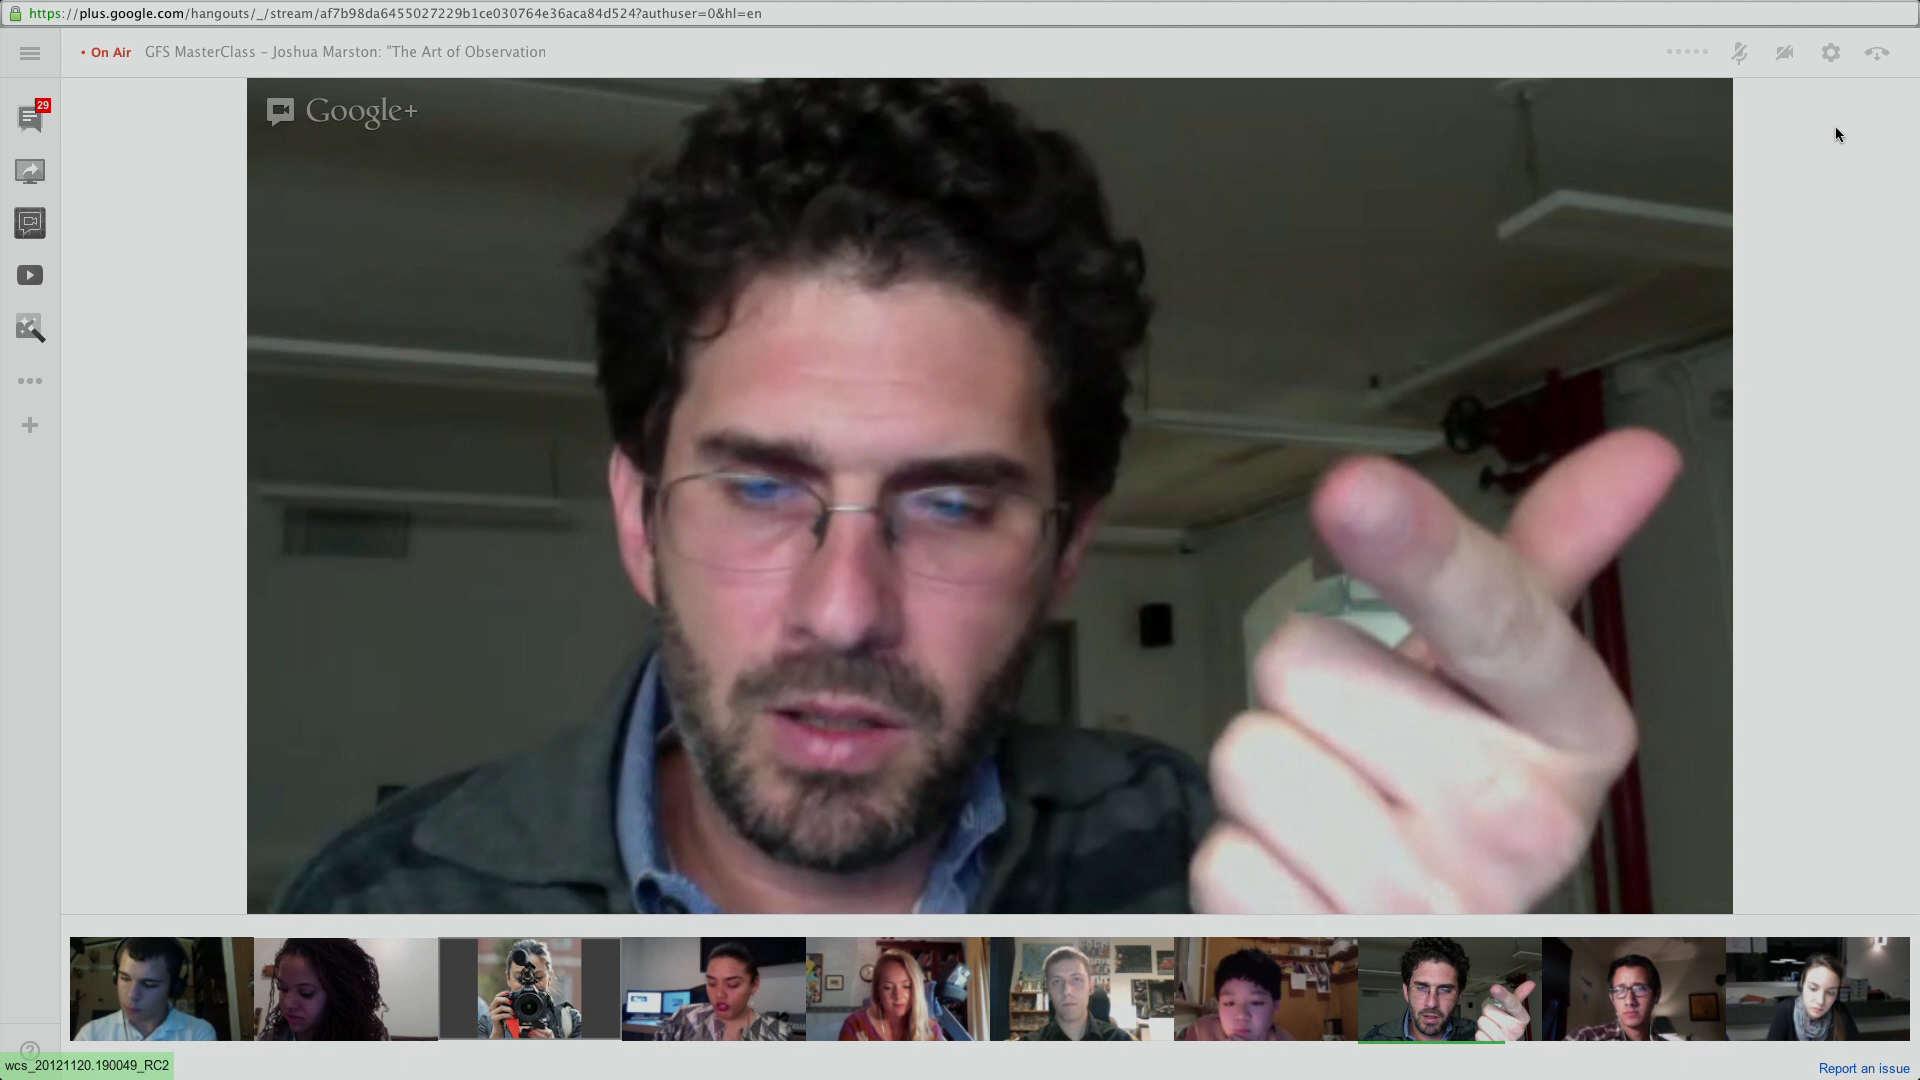 https://plus.google.com/hangouts/_/stream/af7b98da6455027229b1ce030764e36aca84d524?authuser=0&hl=en
• On Air GFS MasterClass – Joshua Marston: "The Art of Observation
29
Google+
wcs_20121120.190049_RC2
Report an issue